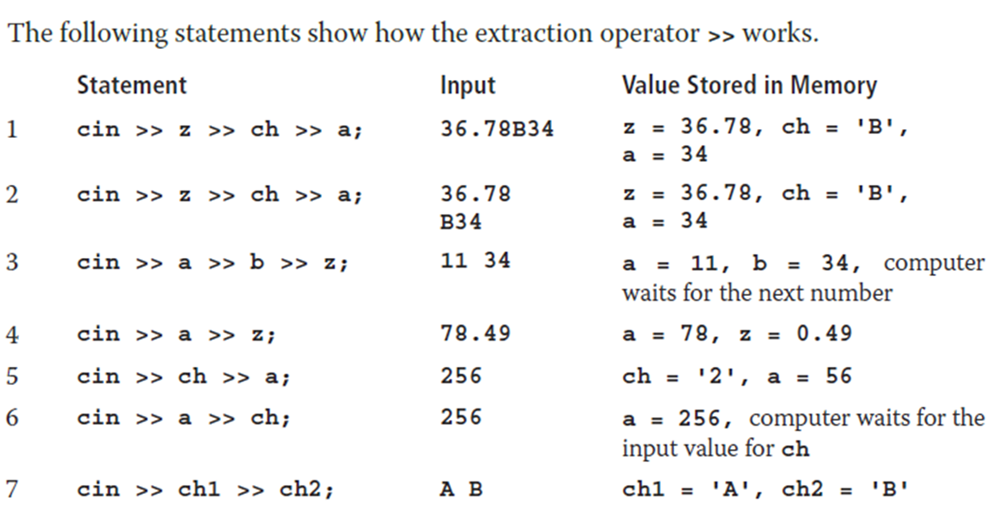 The following statements show how the extraction operator >> works.
Statement Input Value Stored in Memory
1 cin >> z >> ch >> a; 36.78B34 z = 36.78, ch = 'B',
a = 34
2 cin >> z >> ch >> a; 36.78 z = 36.78, ch = 'B',
B34 a = 34
3 cin >> a >> b >> z; 11 34 a = 11, b = 34, computer
waits for the next number
4 cin >> a >> z; 78.49 a = 78, z = 0.49
5 cin >> ch >> a; 256 ch = '2', a = 56
6 cin >> a >> ch; 256 a = 256, computer waits for the
input value for ch
7 cin >> ch1 >> ch2; A B ch1 = 'A', ch2 = 'B'